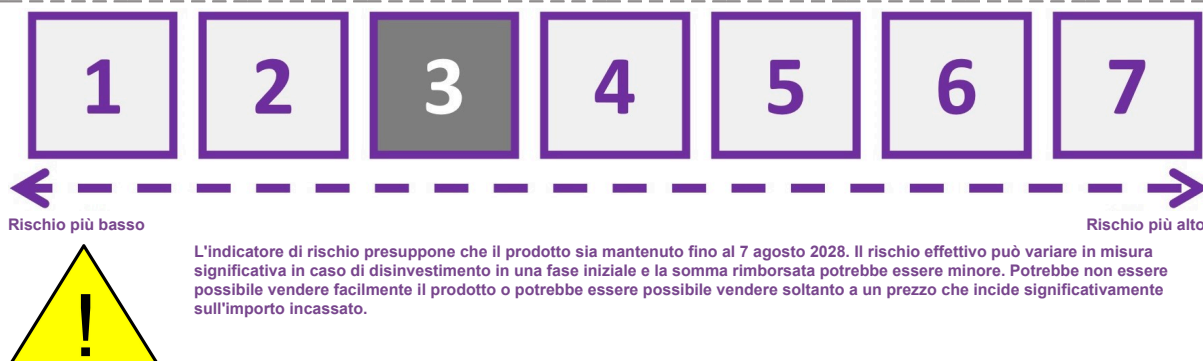 1 2 3 4 5 6 7
Rischio più basso Rischio più alto
L'indicatore di rischio presuppone che il prodotto sia mantenuto fino al 7 agosto 2028. Il rischio effettivo può variare in misura
significativa in caso di disinvestimento in una fase iniziale e la somma rimborsata potrebbe essere minore. Potrebbe non essere
possibile vendere facilmente il prodotto o potrebbe essere possibile vendere soltanto a un prezzo che incide significativamente
sull'importo incassato.
!